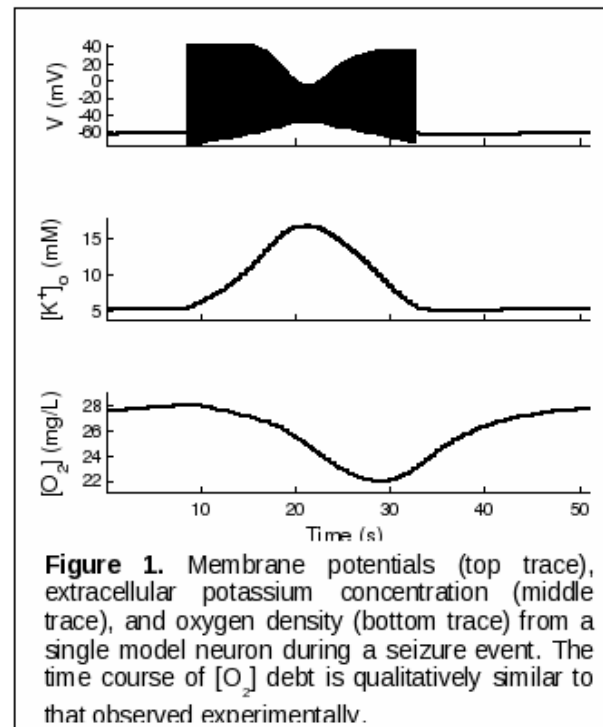 40
20
0
-20
-40
-60
V (mV)
15
10
5
[K⁺]ₒ (mM)
28
26
24
22
[O₂] (mg/L)
10 20 30 40 50
Time (s)
Figure 1. Membrane potentials (top trace),
extracellular potassium concentration (middle
trace), and oxygen density (bottom trace) from a
single model neuron during a seizure event. The
time course of [O₂] debt is qualitatively similar to
that observed experimentally.